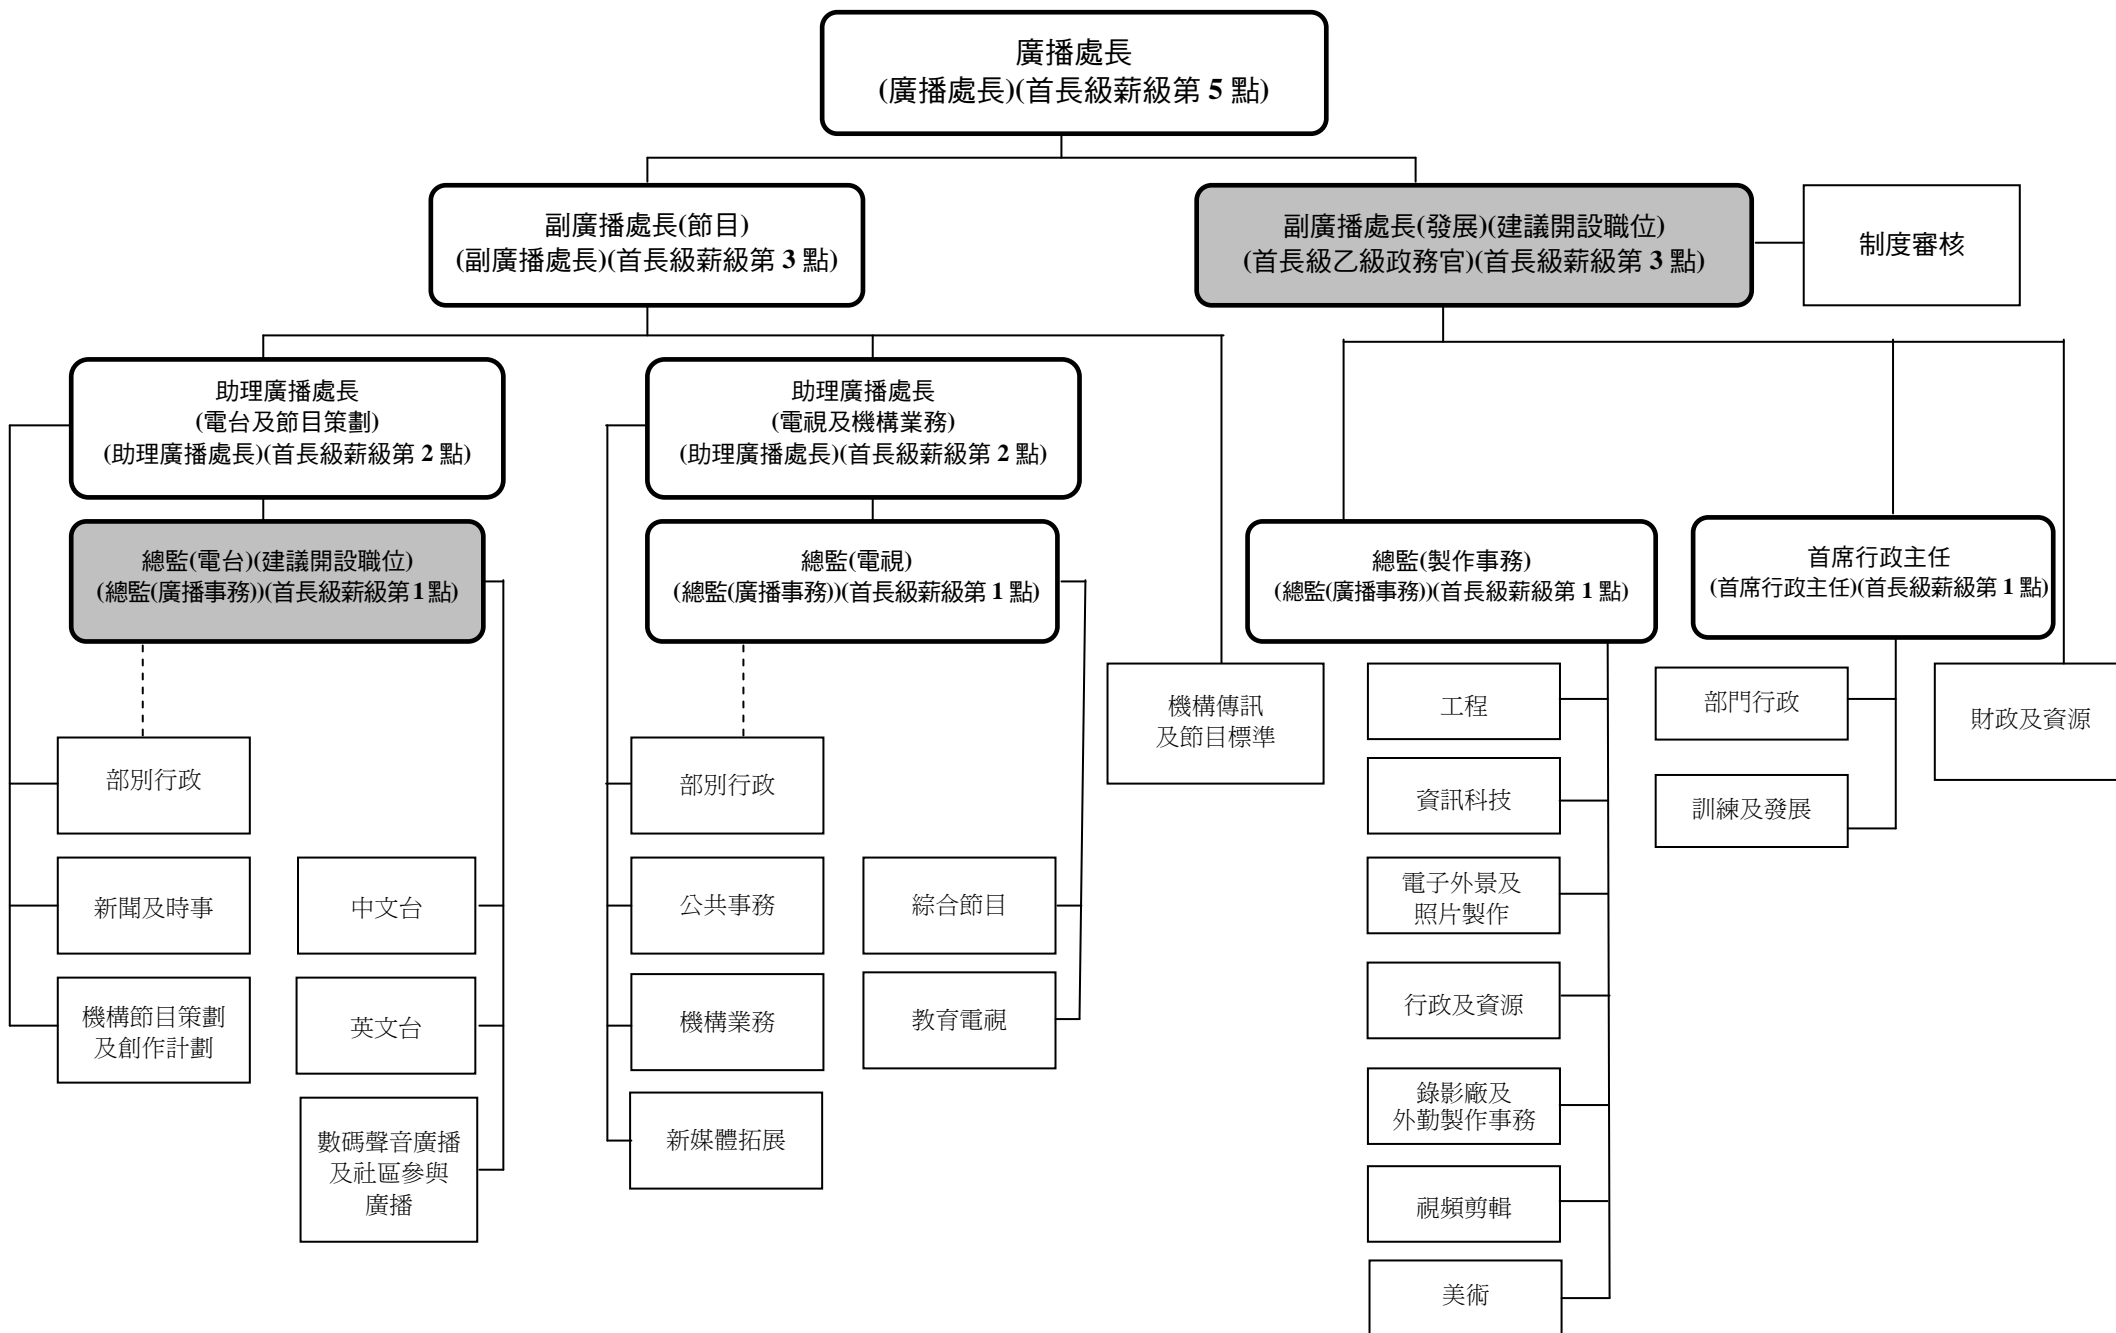 廣播處長
(廣播處長)(首長級薪級第 5 點)
副廣播處長(節目)
(副廣播處長)(首長級薪級第 3 點)
副廣播處長(發展)(建議開設職位)
(首長級乙級政務官)(首長級薪級第 3 點)
制度審核
助理廣播處長
(電台及節目策劃)
(助理廣播處長)(首長級薪級第 2 點)
助理廣播處長
(電視及機構業務)
(助理廣播處長)(首長級薪級第 2 點)
總監(電台)(建議開設職位)
(總監(廣播事務))(首長級薪級第 1 點)
總監(電視)
(總監(廣播事務))(首長級薪級第 1 點)
總監(製作事務)
(總監(廣播事務))(首長級薪級第 1 點)
首席行政主任
(首席行政主任)(首長級薪級第 1 點)
機構傳訊
及節目標準
工程
部門行政
財政及資源
部別行政
部別行政
資訊科技
訓練及發展
新聞及時事
中文台
公共事務
綜合節目
電子外景及
照片製作
機構節目策劃
及創作計劃
英文台
機構業務
教育電視
行政及資源
數碼聲音廣播
及社區參與
廣播
新媒體拓展
錄影廠及
外勤製作事務
視頻剪輯
美術